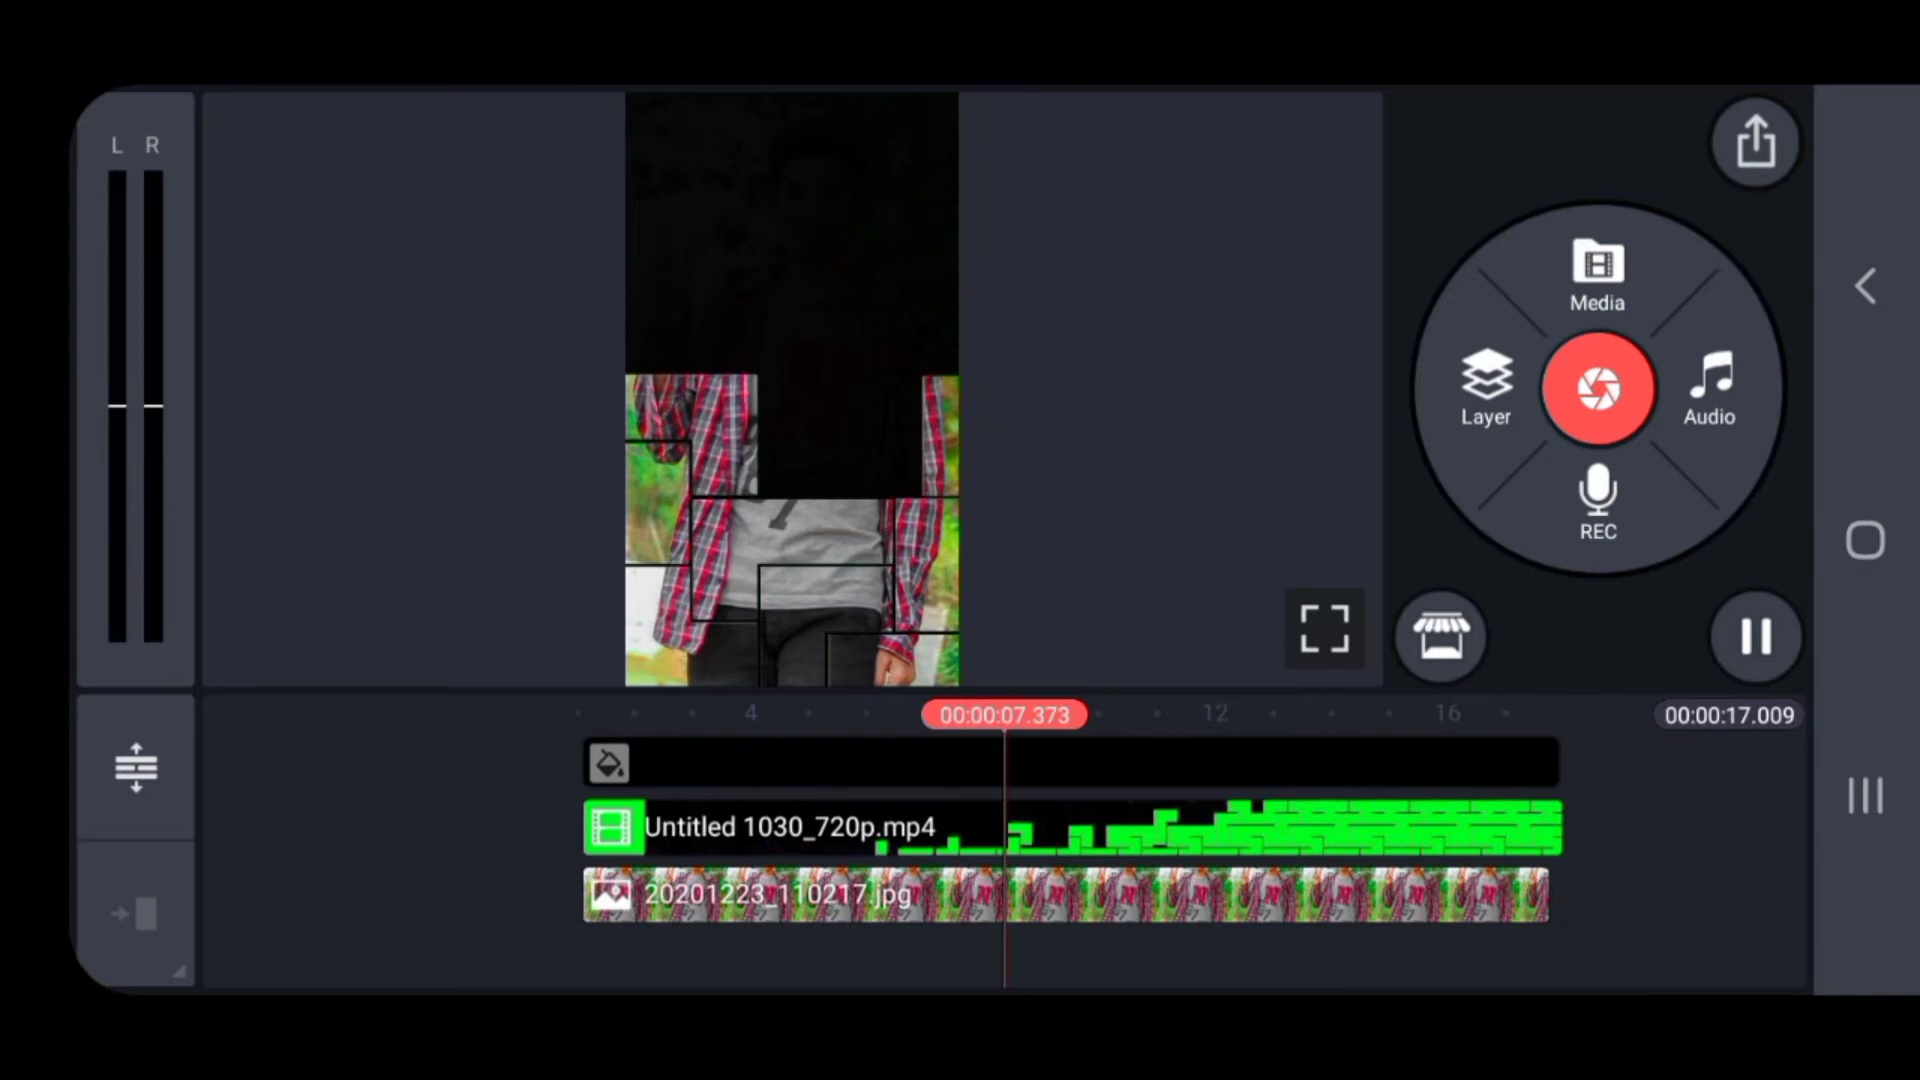 L R
Media
Layer
Audio
REC
4
00:00:07.373
12
16
00:00:17.009
Untitled 1030_720p.mp4
20201223_110217.jpg